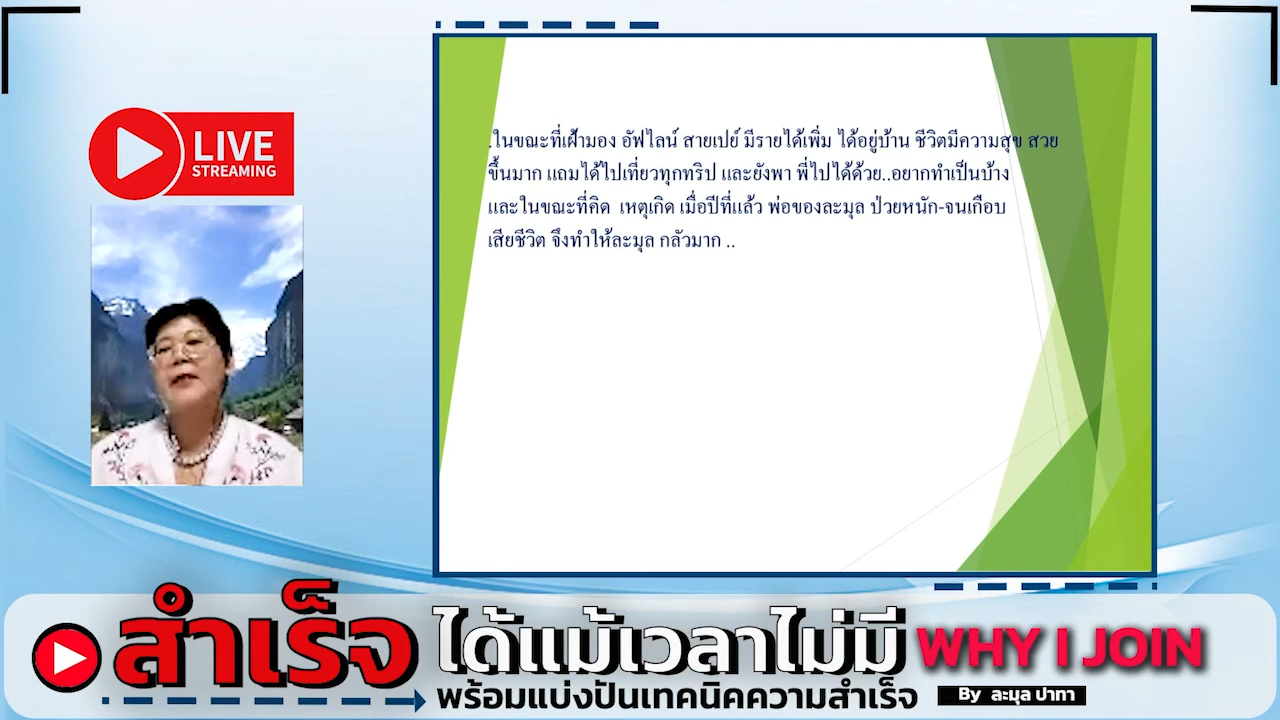 LIVE
STREAMING
.ในขณะที่เฝ้ามอง อัฟไลน์ สายเปย์ มีรายได้เพิ่ม ได้อยู่บ้าน ชีวิตมีความสุข สวย
ขึ้นมาก แถมได้ไปเที่ยวทุกทริป และยังพา พี่ไปได้ด้วย..อยากทำเป็นบ้าง
และในขณะที่คิด เหตุเกิด เมื่อปีที่แล้ว พ่อของละมุล ป่วยหนัก-จนเกือบ
เสียชีวิต จึงทำให้ละมุล กลัวมาก ..
สำเร็จ ได้แม้เวลาไม่มี WHY I JOIN
พร้อมแบ่งปันเทคนิคความสำเร็จ By ละมุล ปาทา